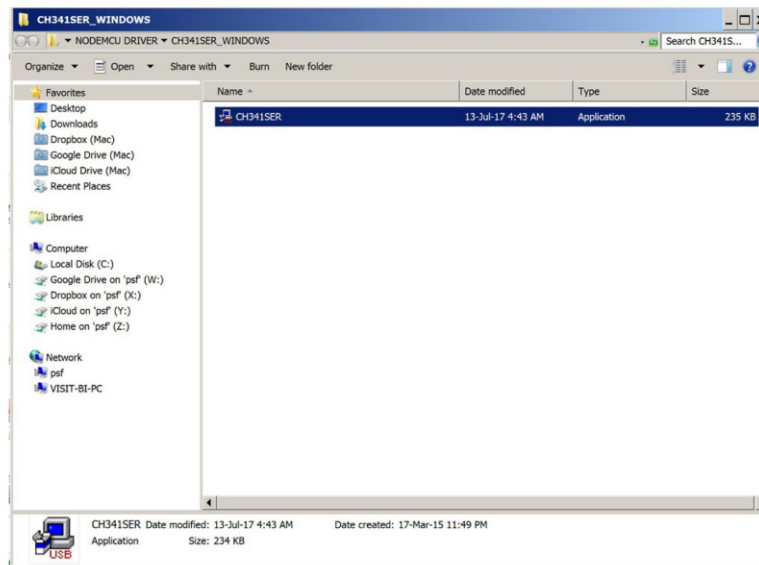 CH341SER_WINDOWS
NODEMCU DRIVER CH341SER_WINDOWS
Search CH341S...
Organize Open Share with Burn New folder
Favorites
Desktop
Downloads
Dropbox (Mac)
Google Drive (Mac)
iCloud Drive (Mac)
Recent Places
Libraries
Computer
Local Disk (C:)
Google Drive on 'psf' (W:)
Dropbox on 'psf' (X:)
iCloud on 'psf' (Y:)
Home on 'psf' (Z:)
Network
psf
VISIT-BI-PC
Name Date modified Type Size
CH341SER 13-Jul-17 4:43 AM Application 235 KB
CH341SER Date modified: 13-Jul-17 4:43 AM Date created: 17-Mar-15 11:49 PM
Application Size: 234 KB
USB